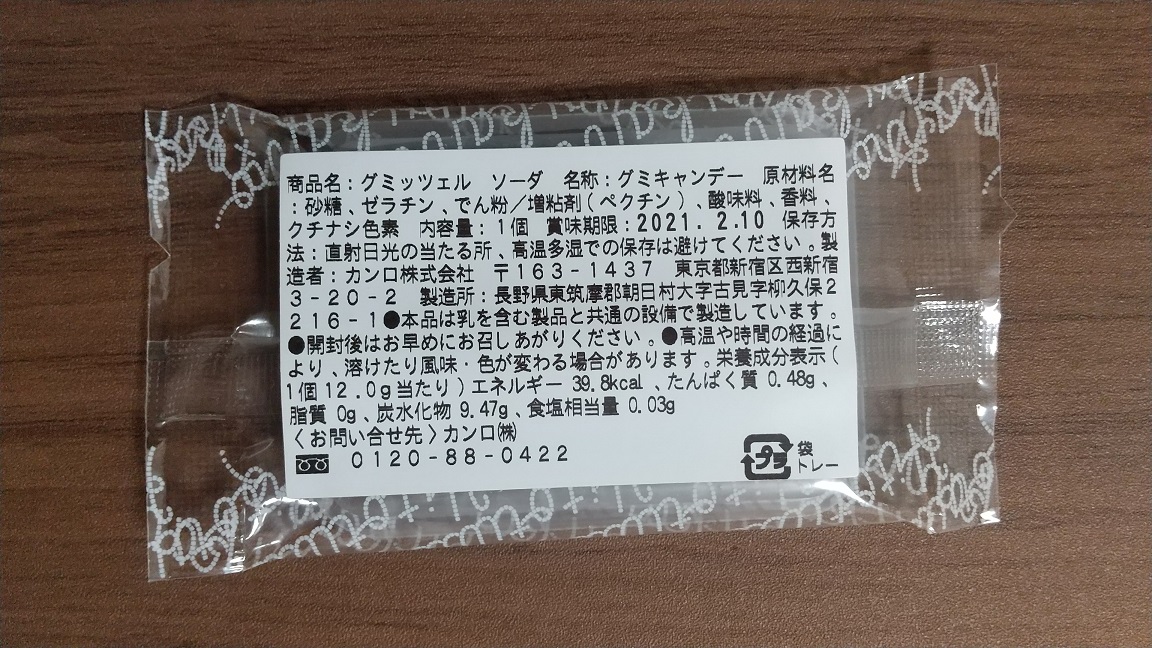 商品名：グミッツェル　ソーダ　名称：グミキャンデー　原材料名
：砂糖、ゼラチン、でん粉／増粘剤（ペクチン）、酸味料、香料、
クチナシ色素　内容量：1個　賞味期限：2021. 2.10　保存方
法：直射日光の当たる所、高温多湿での保存は避けてください。製
造者：カンロ株式会社　〒163-1437　東京都新宿区西新宿
3-20-2　製造所：長野県東筑摩郡朝日村大字古見字柳久保2
216-1●本品は乳を含む製品と共通の設備で製造しています。
●開封後はお早めにお召しあがりください。●高温や時間の経過に
より、溶けたり風味・色が変わる場合があります。栄養成分表示（
1個12.0g当たり）エネルギー 39.8kcal、たんぱく質 0.48g、
脂質 0g、炭水化物 9.47g、食塩相当量 0.03g
〈お問い合せ先〉カンロ㈱
0120-88-0422
プラ
袋
トレー